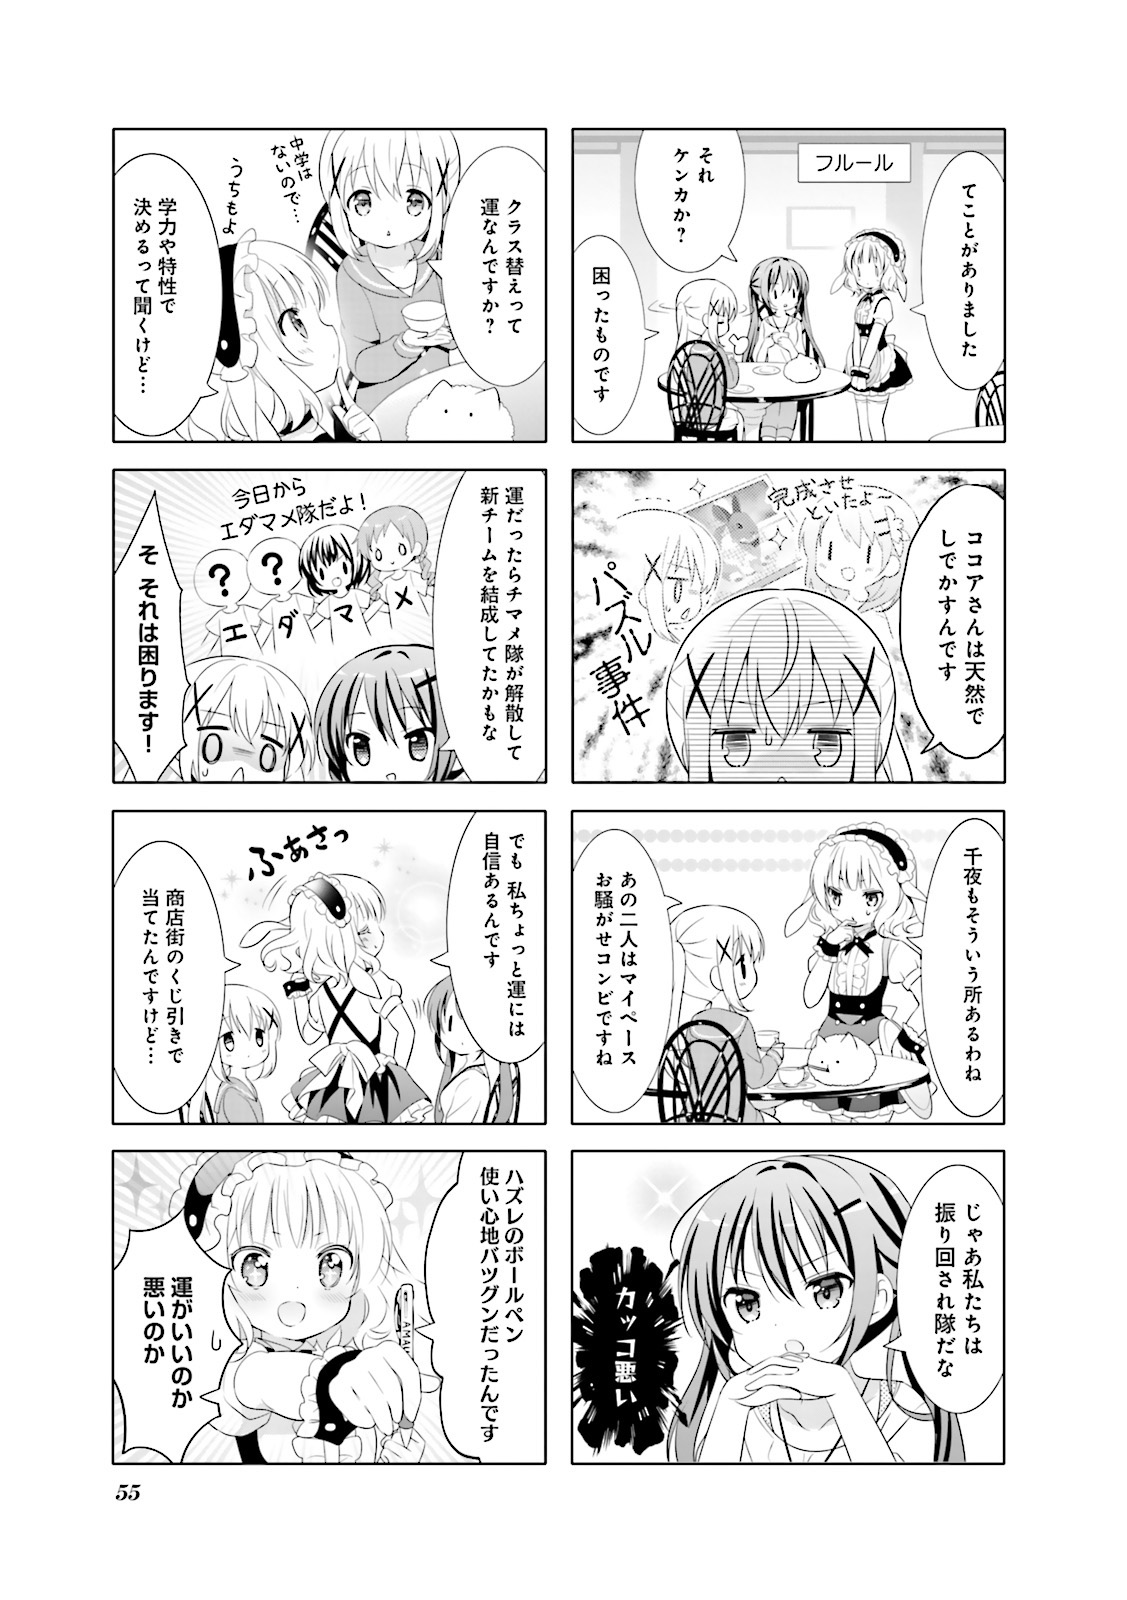 フルール
てことがありました
それ
ケンカか？
困ったものです
ココアさんは天然で
しでかすんです
完成させ
といたよ〜
パズル事件
千夜もそういう所あるわね
あの二人はマイペース
お騒がせコンビですね
じゃあ私たちは
振り回され隊だな
カッコ悪い
クラス替えって
運なんですか？
中学は
ないので…
うちもよ
学力や特性で
決めるって聞くけど…
運だったらチマメ隊が解散して
新チームを結成してたかもな
今日から
エダマメ隊だよ！
？
？
エ
ダ
マ
メ
そ それは困ります！
でも 私ちょっと運には
自信あるんです
ふぁさっ
商店街のくじ引きで
当てたんですけど…
ハズレのボールペン
使い心地バツグンだったんです
AMAU
運がいいのか
悪いのか
55